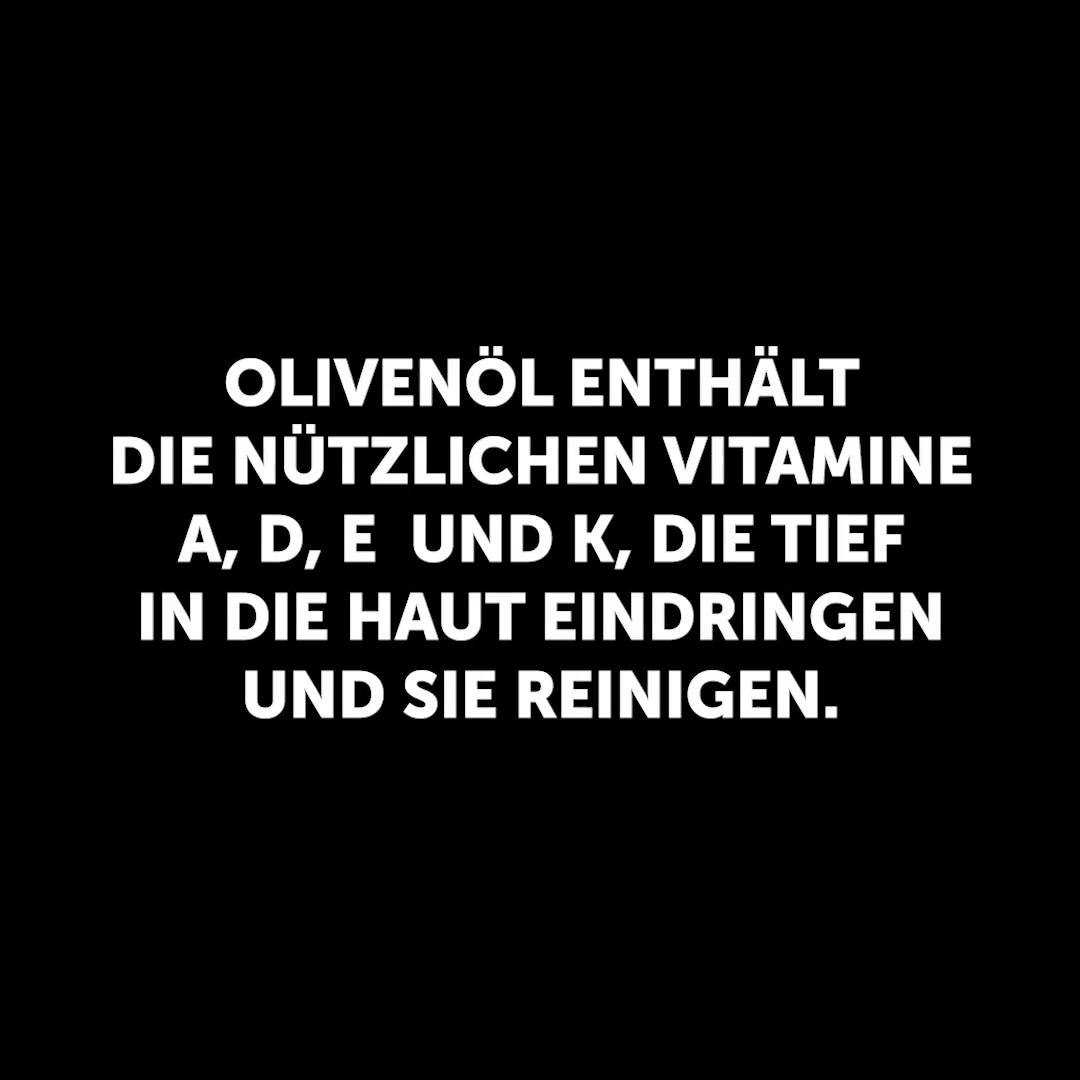 OLIVENÖL ENTHÄLT
DIE NÜTZLICHEN VITAMINE
A, D, E  UND K, DIE TIEF
IN DIE HAUT EINDRINGEN
UND SIE REINIGEN.